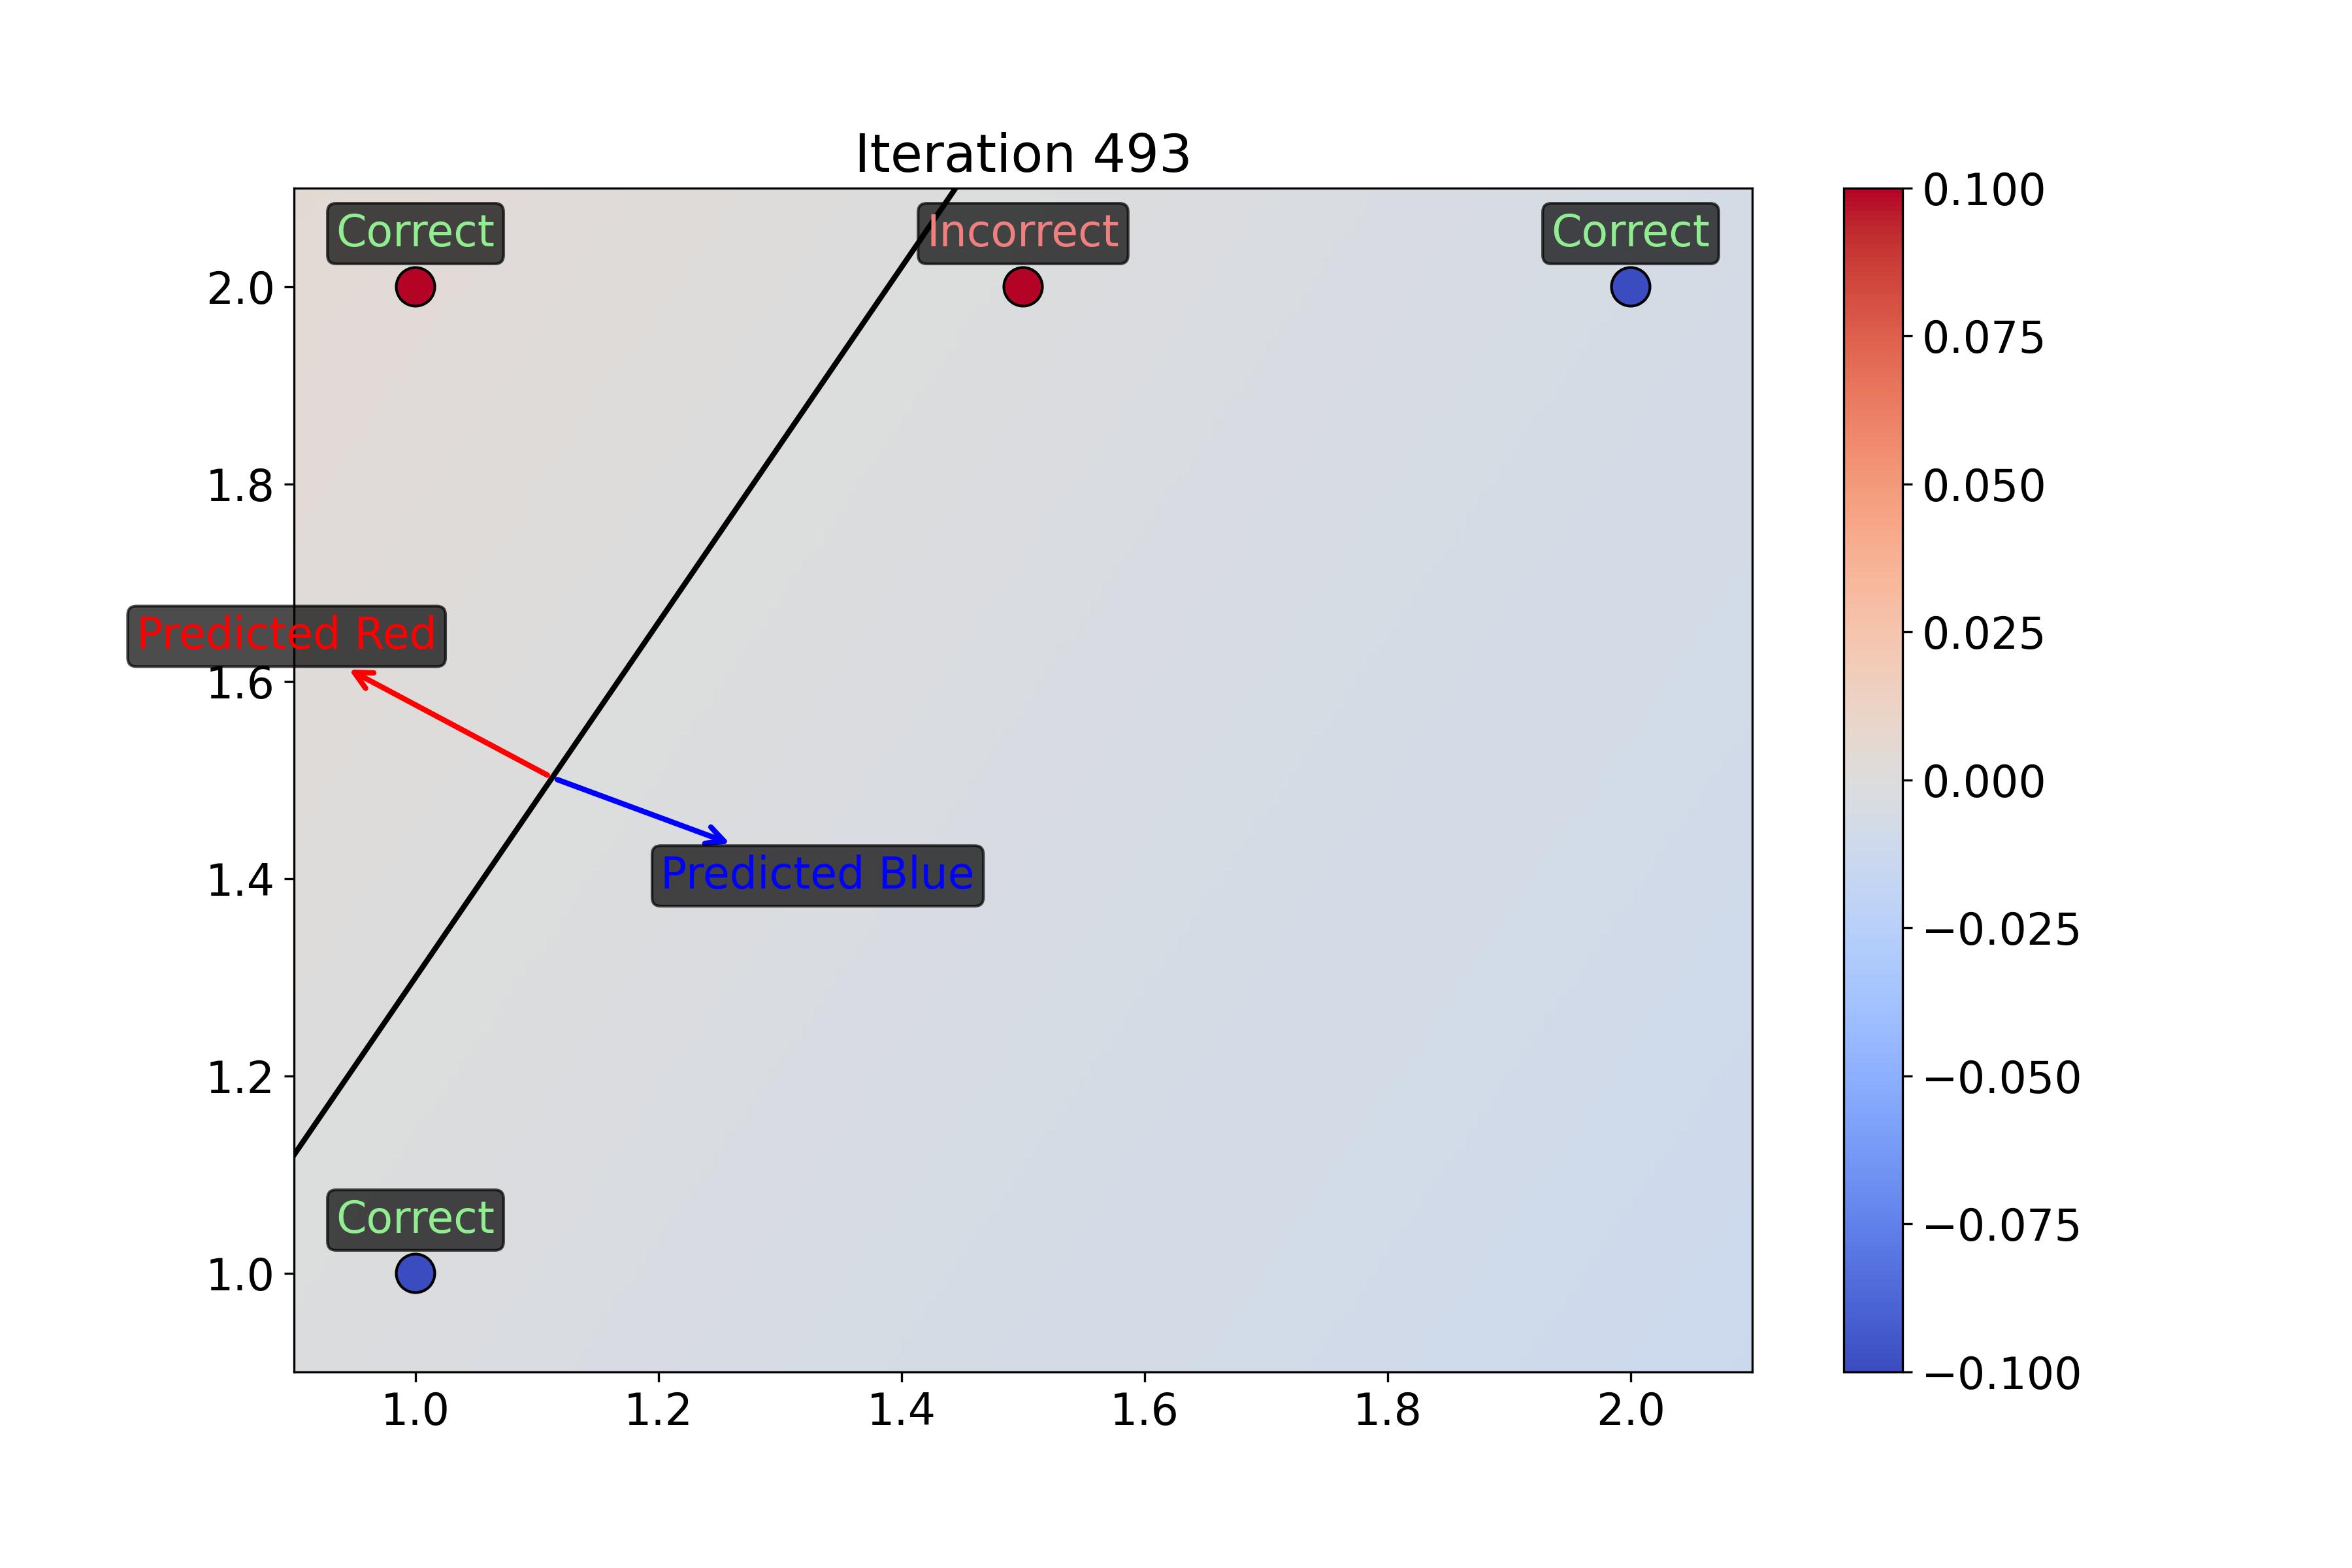 Iteration 493
Correct
Incorrect
Correct
Predicted Red
Predicted Blue
Correct
2.0
1.8
1.6
1.4
1.2
1.0
1.0 1.2 1.4 1.6 1.8 2.0
0.100
0.075
0.050
0.025
0.000
−0.025
−0.050
−0.075
−0.100